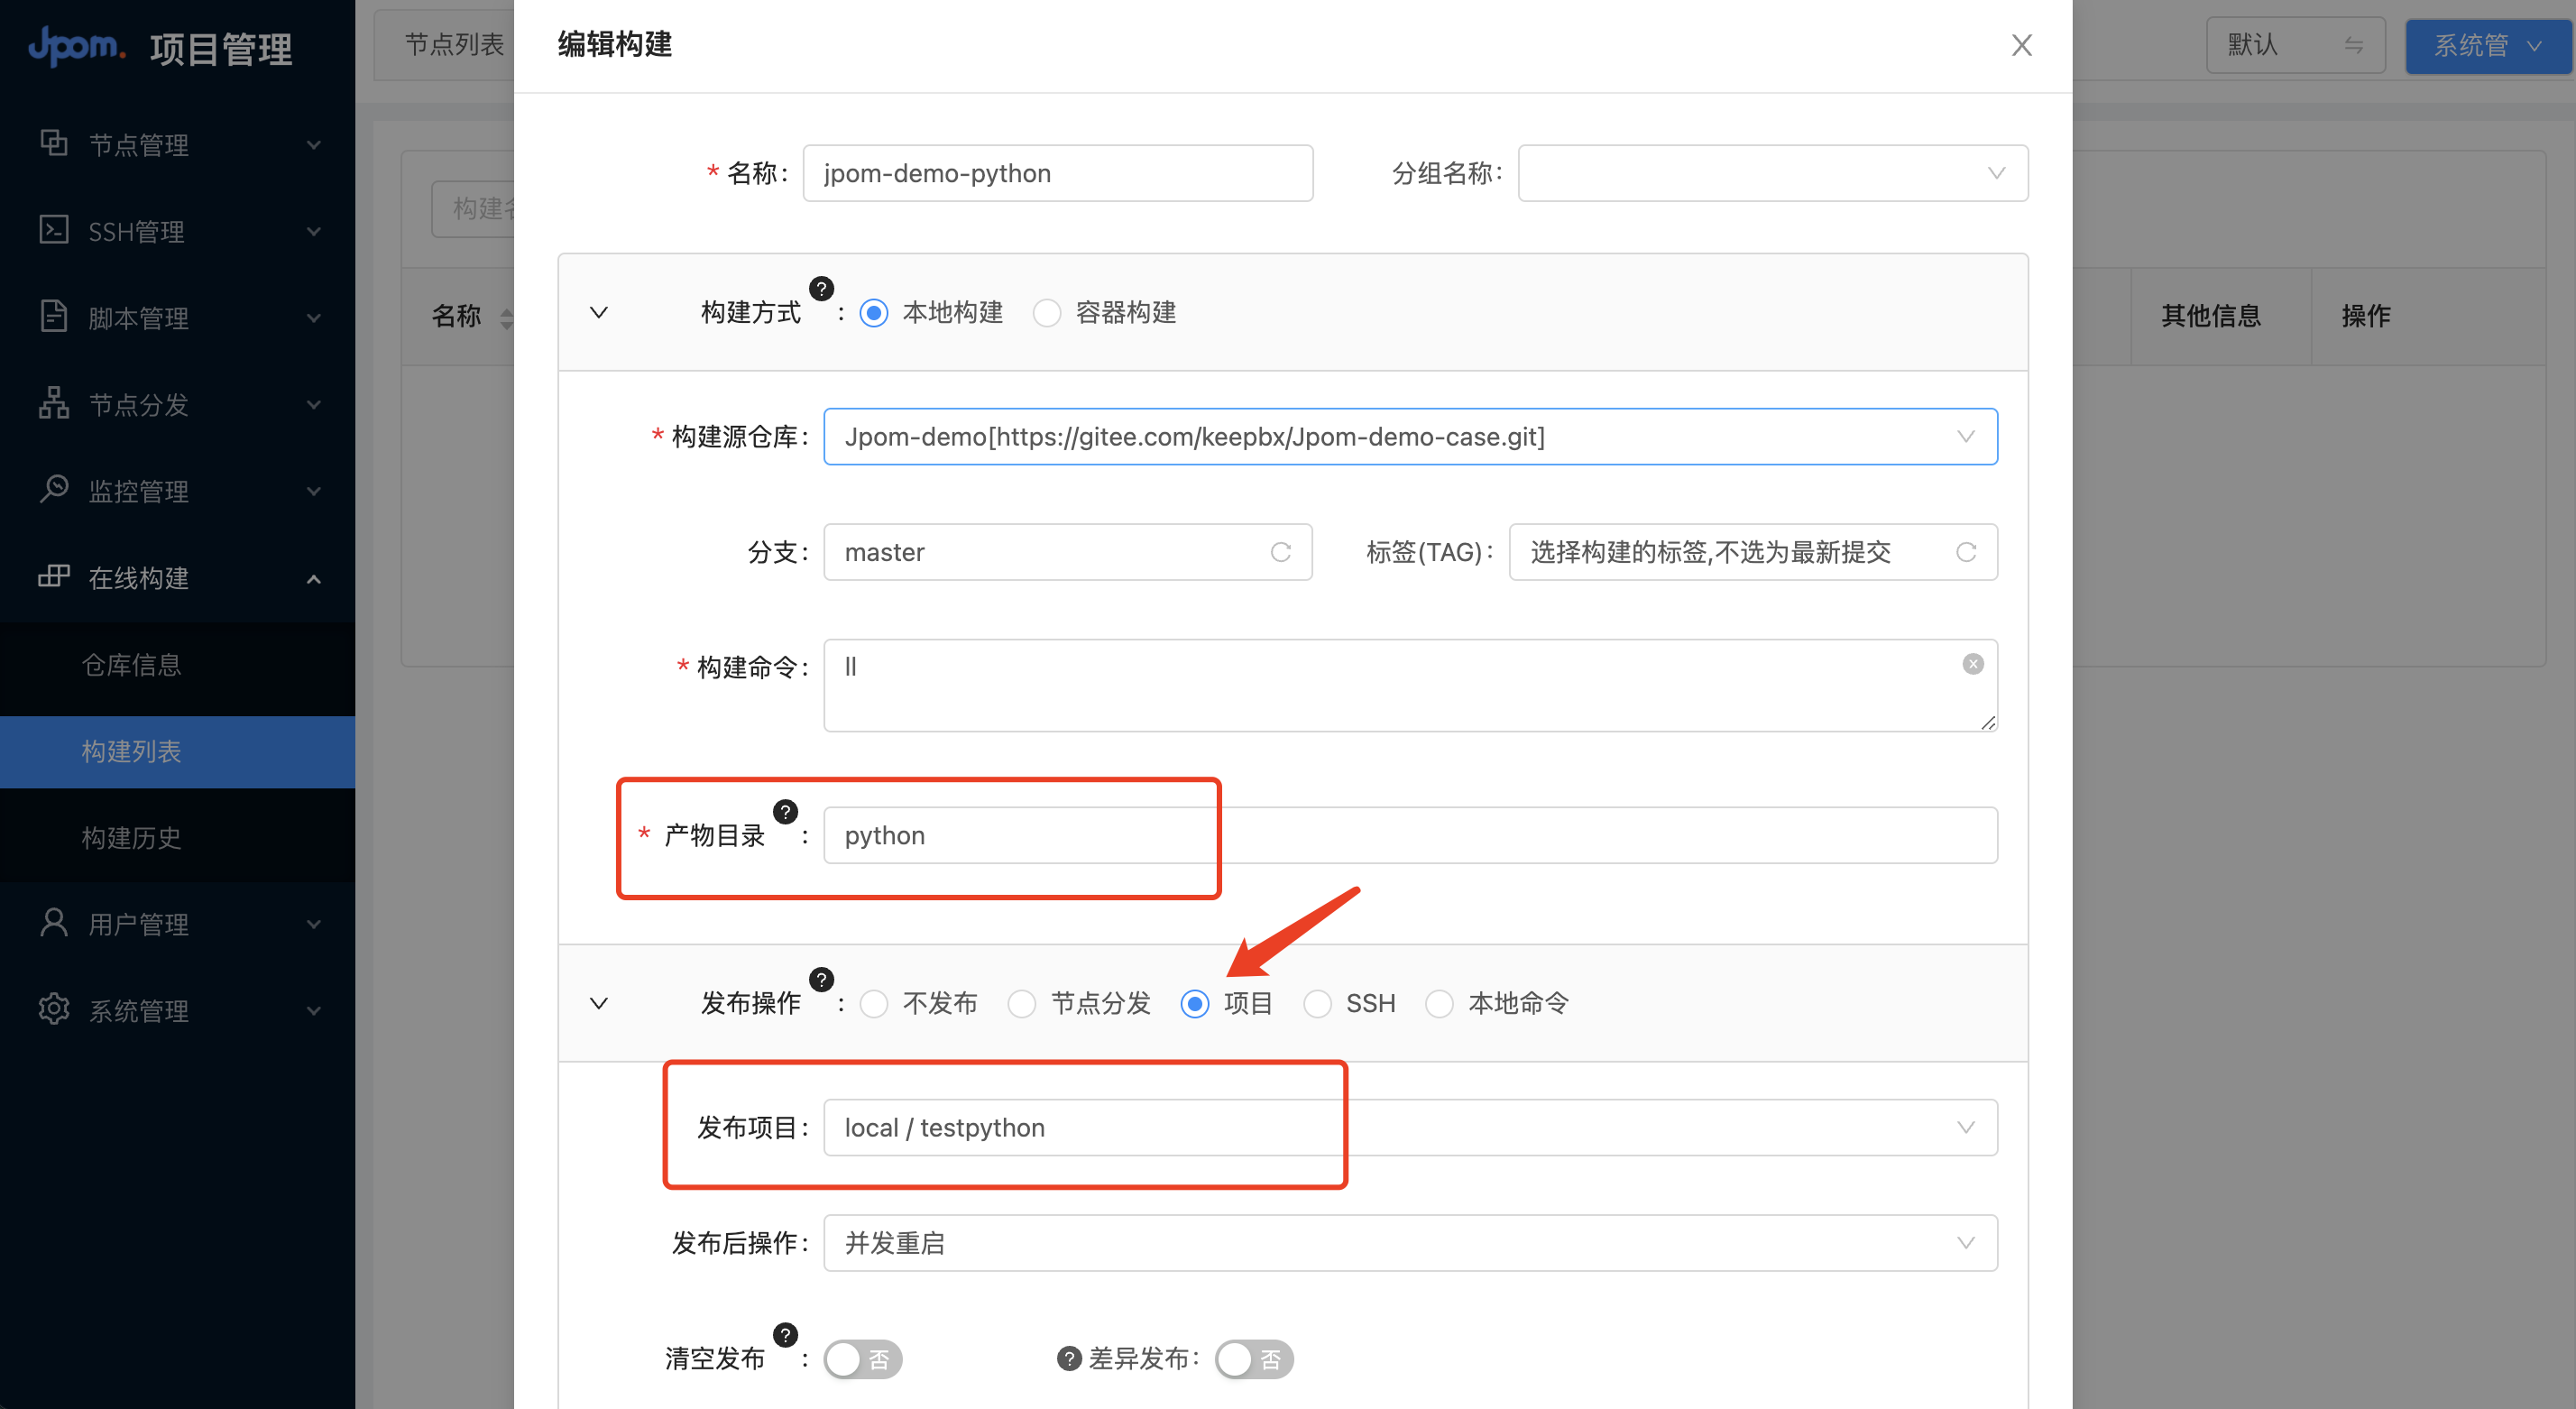 Jpom. 项目管理
节点管理
SSH管理
脚本管理
节点分发
监控管理
在线构建
仓库信息
构建列表
构建历史
用户管理
系统管理
节点列表
默认
系统管
名称
其他信息
操作
编辑构建
* 名称: jpom-demo-python
分组名称:
构建方式 ? : 本地构建 容器构建
* 构建源仓库: Jpom-demo[https://gitee.com/keepbx/Jpom-demo-case.git]
分支: master
标签(TAG): 选择构建的标签,不选为最新提交
* 构建命令: ll
* 产物目录 ? : python
发布操作 ? : 不发布 节点分发 项目 SSH 本地命令
发布项目: local / testpython
发布后操作: 并发重启
清空发布 ? : 否
? 差异发布: 否